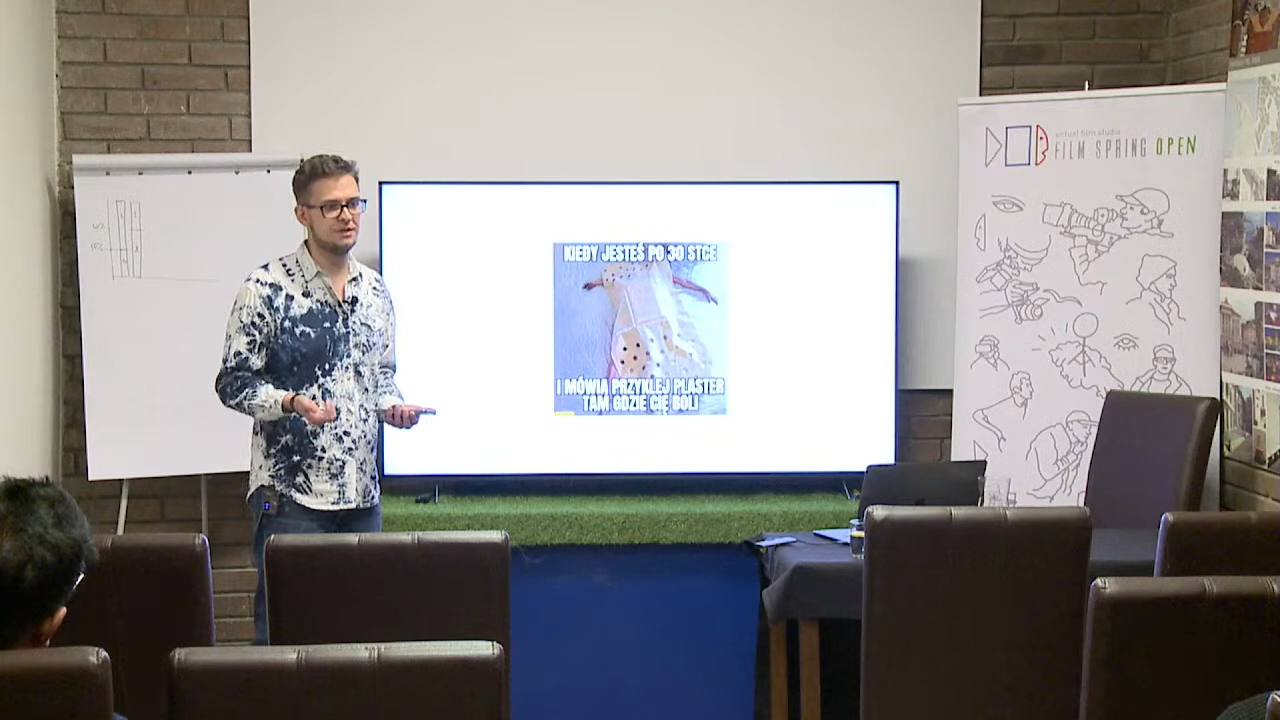 virtual film studio
FILM SPRING OPEN
KIEDY JESTEŚ PO 30 STCE
I MÓWIĄ PRZYKLEJ PLASTER
TAM GDZIE CIĘ BOLI